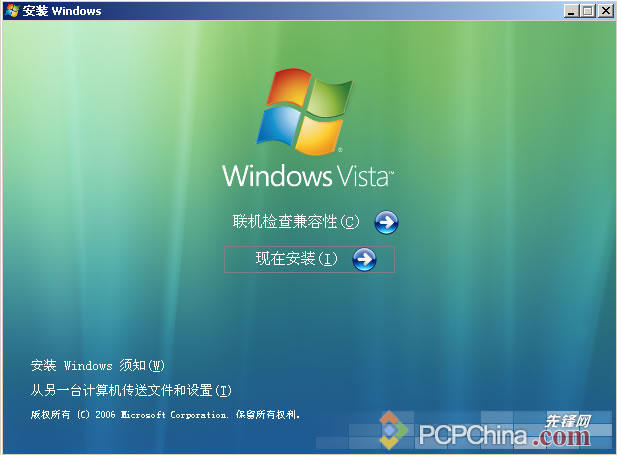 安装 Windows
Windows Vista™
联机检查兼容性(C)
现在安装(I)
安装 Windows 须知(W)
从另一台计算机传送文件和设置(T)
版权所有 (C) 2006 Microsoft Corporation. 保留所有权利。
先锋网
PCPChina.com